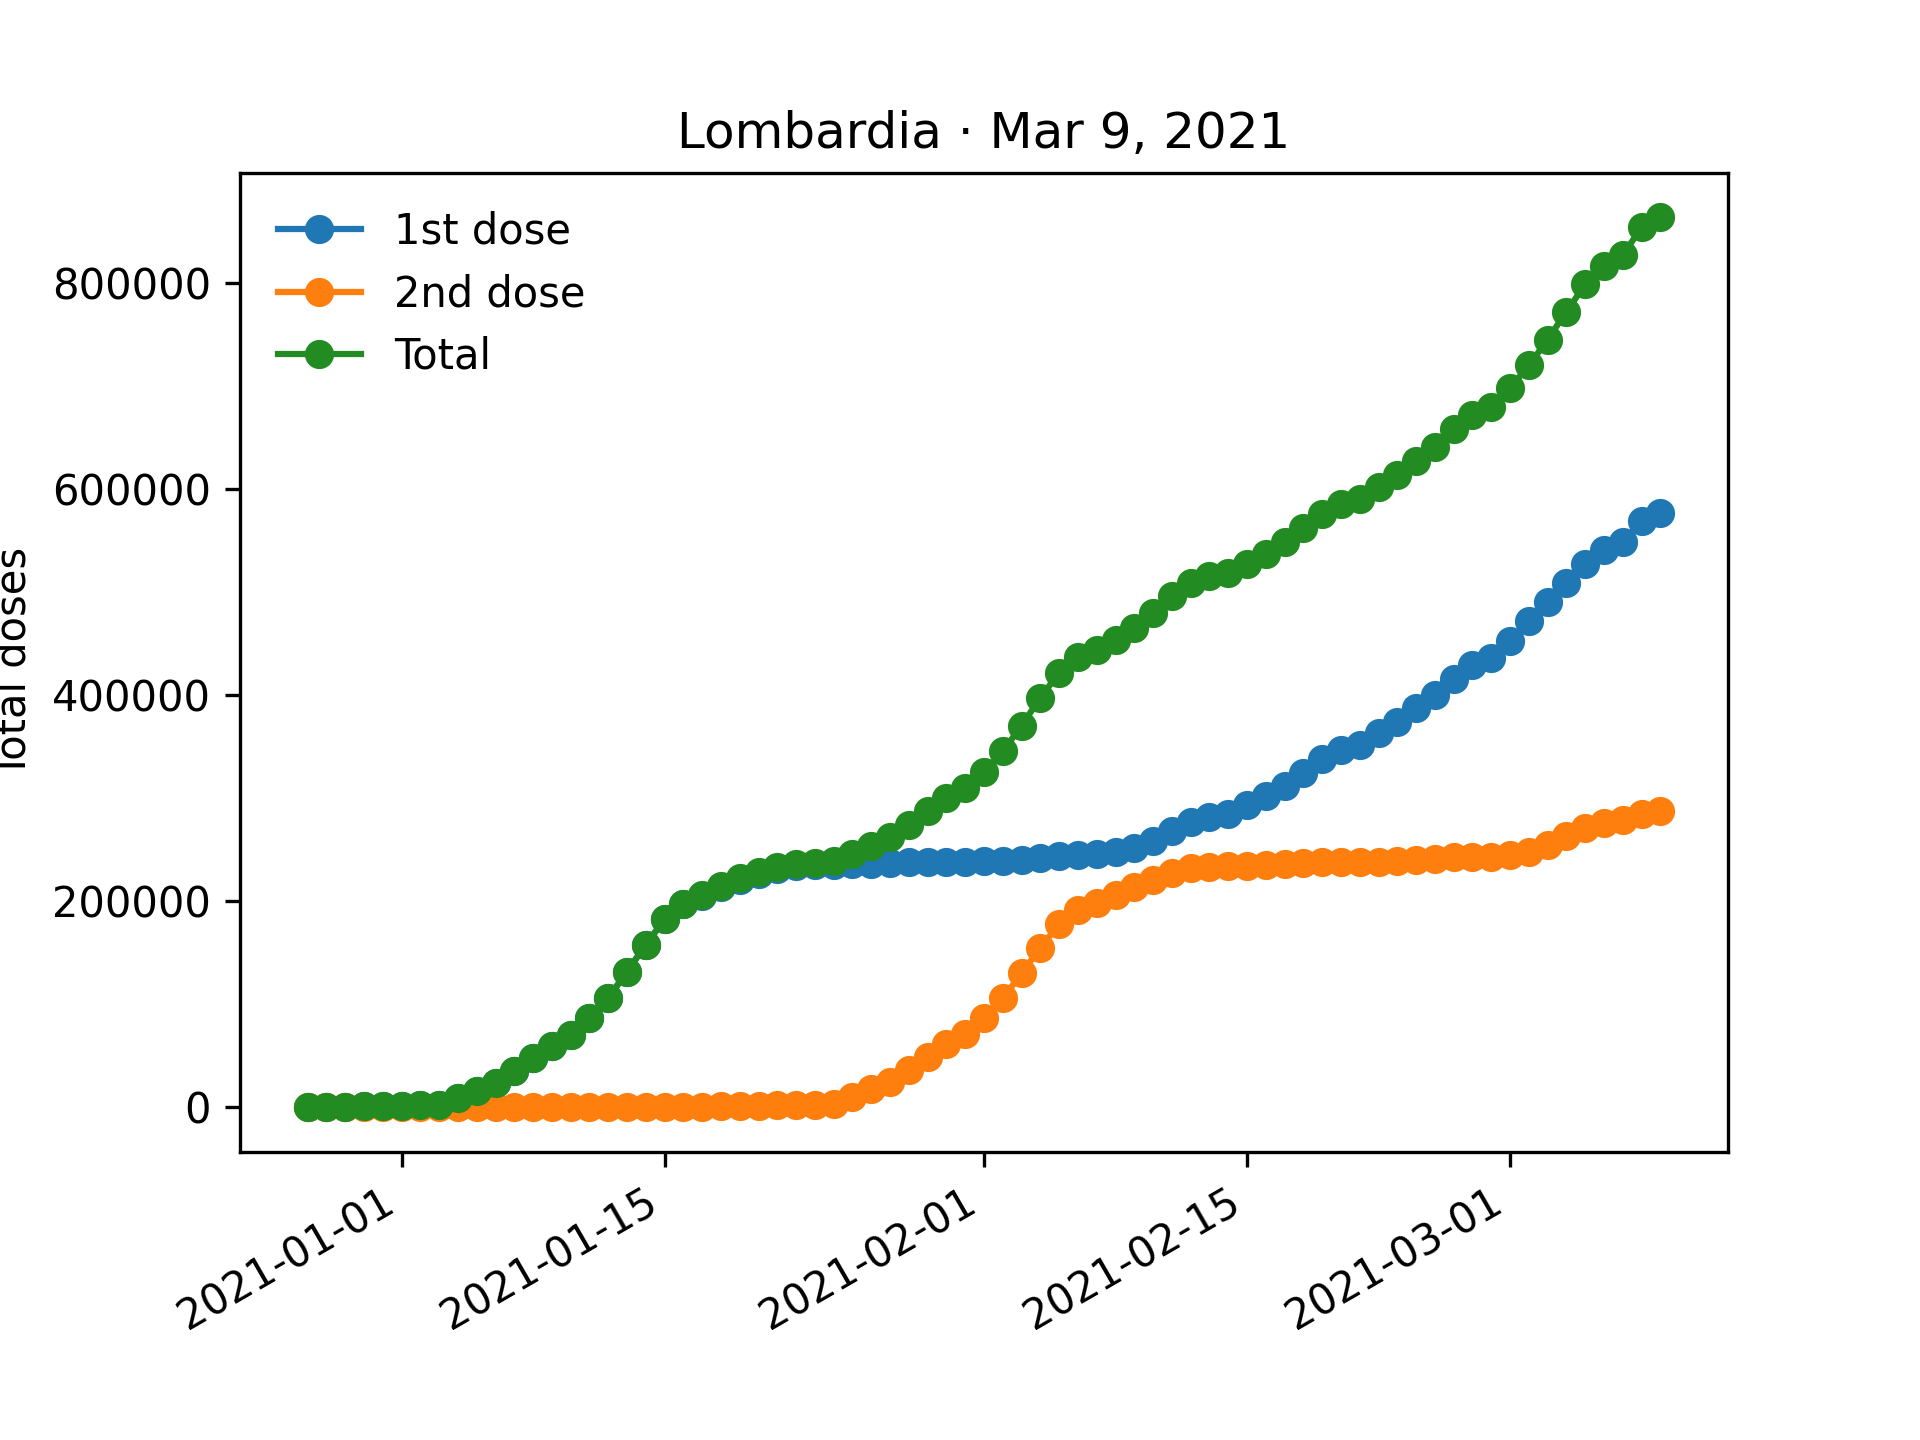 Lombardia · Mar 9, 2021
1st dose
2nd dose
Total
800000
600000
400000
200000
0
Total doses
2021-01-01
2021-01-15
2021-02-01
2021-02-15
2021-03-01